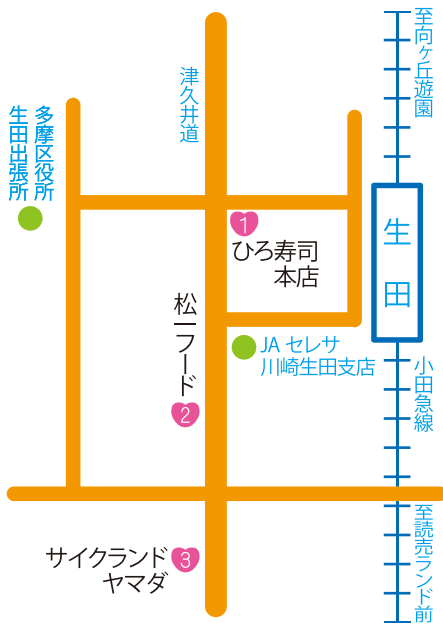 至向ヶ丘遊園
津久井道
多摩区役所
生田出張所
1
ひろ寿司
本店
生田
松一フード
2
JAセレサ
川崎生田支店
小田急線
サイクランド
ヤマダ
3
至読売ランド前